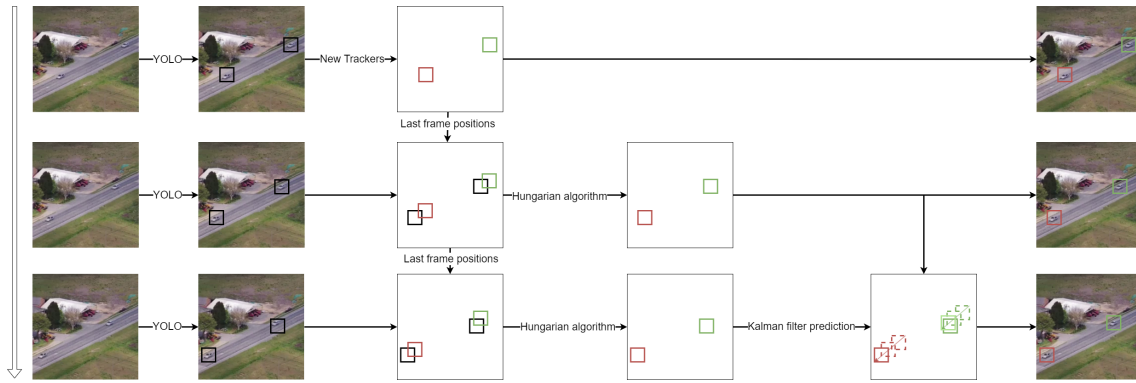 YOLO
New Trackers
Last frame positions
YOLO
Hungarian algorithm
Last frame positions
YOLO
Hungarian algorithm
Kalman filter prediction